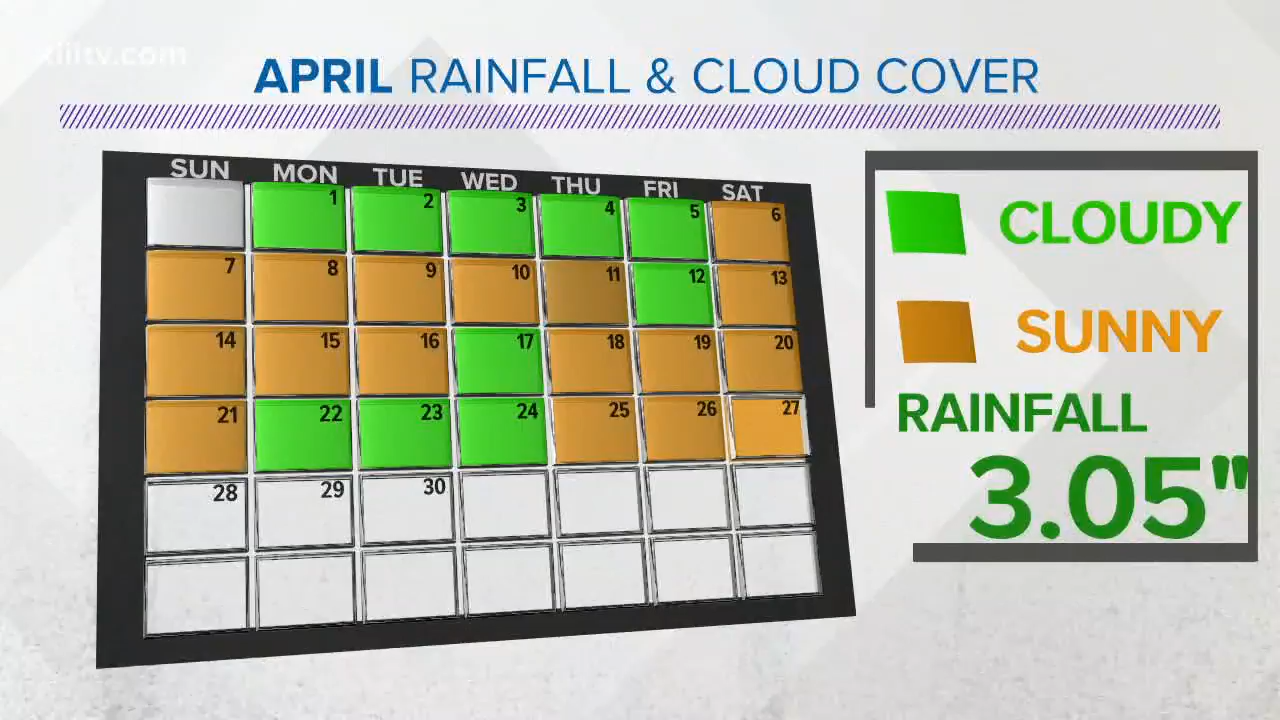 APRIL RAINFALL & CLOUD COVER
SUN MON TUE WED THU FRI SAT
1 2 3 4 5 6
7 8 9 10 11 12 13
14 15 16 17 18 19 20
21 22 23 24 25 26 27
28 29 30
CLOUDY
SUNNY
RAINFALL
3.05"